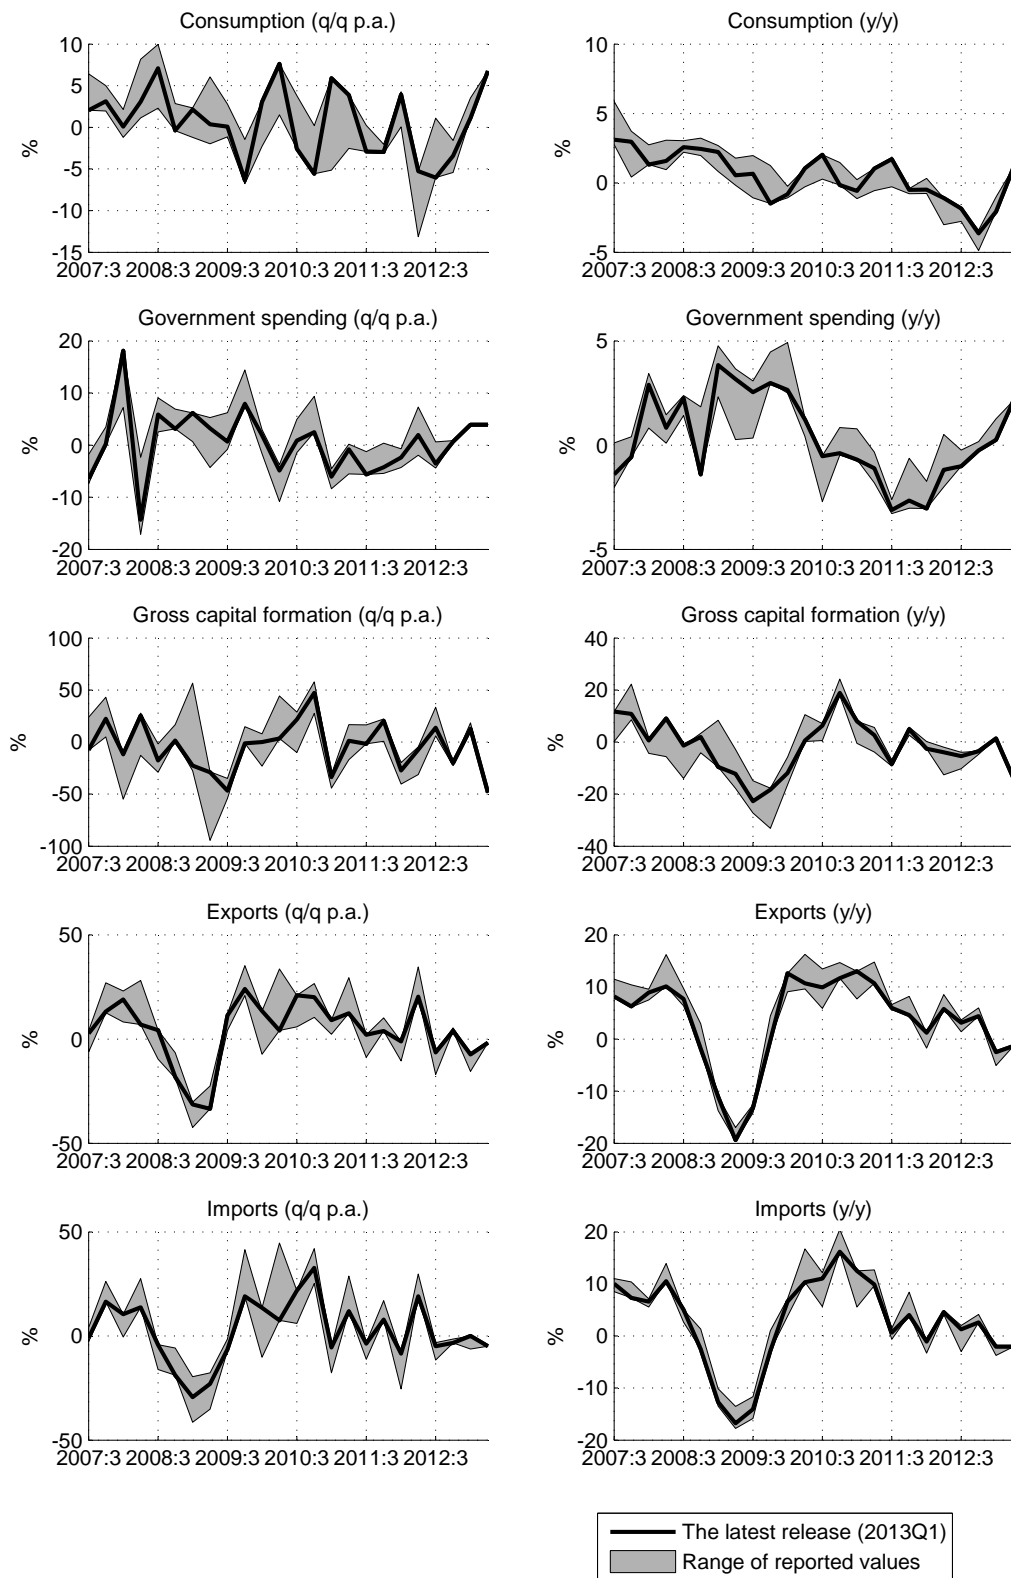 Consumption (q/q p.a.)
10
5
0
-5
-10
-15
%
2007:3 2008:3 2009:3 2010:3 2011:3 2012:3
Consumption (y/y)
10
5
0
-5
%
2007:3 2008:3 2009:3 2010:3 2011:3 2012:3
Government spending (q/q p.a.)
20
10
0
-10
-20
%
2007:3 2008:3 2009:3 2010:3 2011:3 2012:3
Government spending (y/y)
5
0
-5
%
2007:3 2008:3 2009:3 2010:3 2011:3 2012:3
Gross capital formation (q/q p.a.)
100
50
0
-50
-100
%
2007:3 2008:3 2009:3 2010:3 2011:3 2012:3
Gross capital formation (y/y)
40
20
0
-20
-40
%
2007:3 2008:3 2009:3 2010:3 2011:3 2012:3
Exports (q/q p.a.)
50
0
-50
%
2007:3 2008:3 2009:3 2010:3 2011:3 2012:3
Exports (y/y)
20
10
0
-10
-20
%
2007:3 2008:3 2009:3 2010:3 2011:3 2012:3
Imports (q/q p.a.)
50
0
-50
%
2007:3 2008:3 2009:3 2010:3 2011:3 2012:3
Imports (y/y)
20
10
0
-10
-20
%
2007:3 2008:3 2009:3 2010:3 2011:3 2012:3
The latest release (2013Q1)
Range of reported values